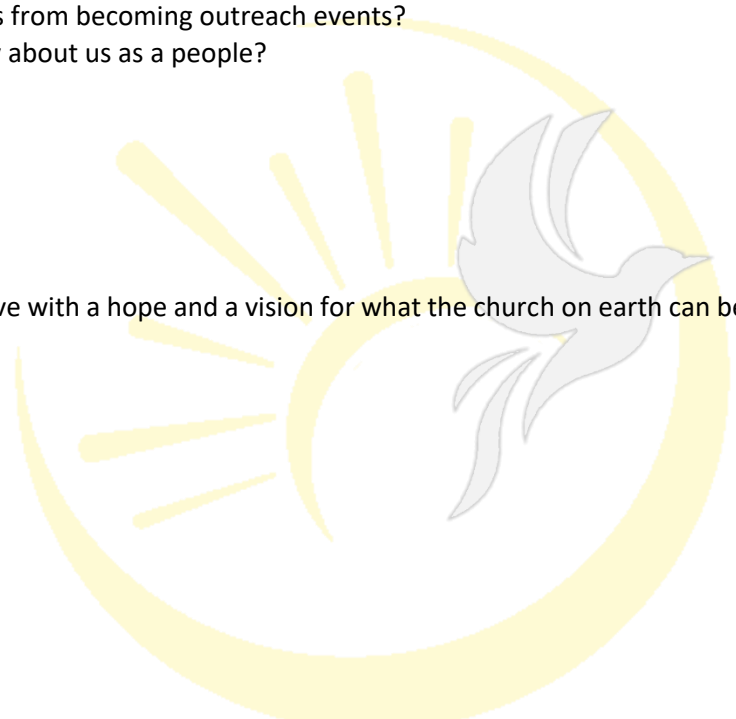 s from becoming outreach events?
about us as a people?
ve with a hope and a vision for what the church on earth can be